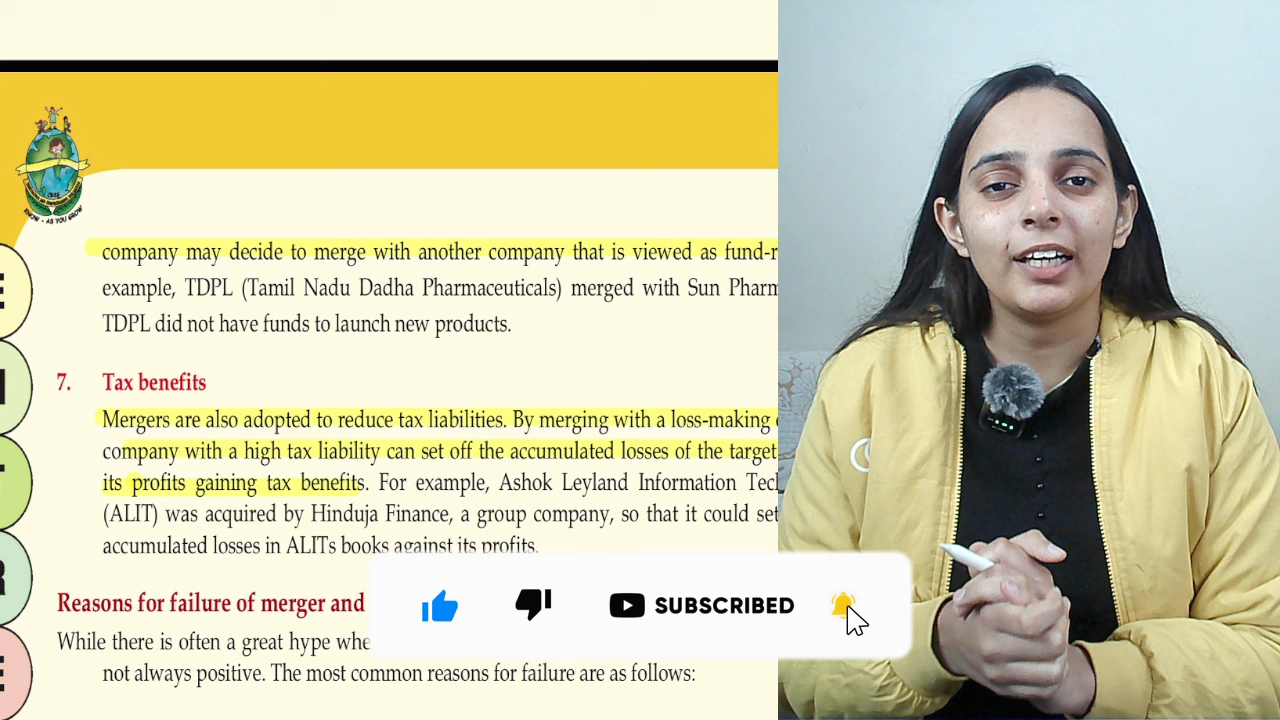 E
T
R
E
KNOW - AS YOU GROW
company may decide to merge with another company that is viewed as
example, TDPL (Tamil Nadu Dadha Pharmaceuticals) merged with Sun
TDPL did not have funds to launch new products.
7. Tax benefits
Mergers are also adopted to reduce tax liabilities. By merging with a loss-making
company with a high tax liability can set off the accumulated losses of the target
its profits gaining tax benefits. For example, Ashok Leyland Information
(ALIT) was acquired by Hinduja Finance, a group company, so that it could set
accumulated losses in ALITs books against its profits.
Reasons for failure of merger and
While there is often a great hype
not always positive. The most common reasons for failure are as follows:
SUBSCRIBED